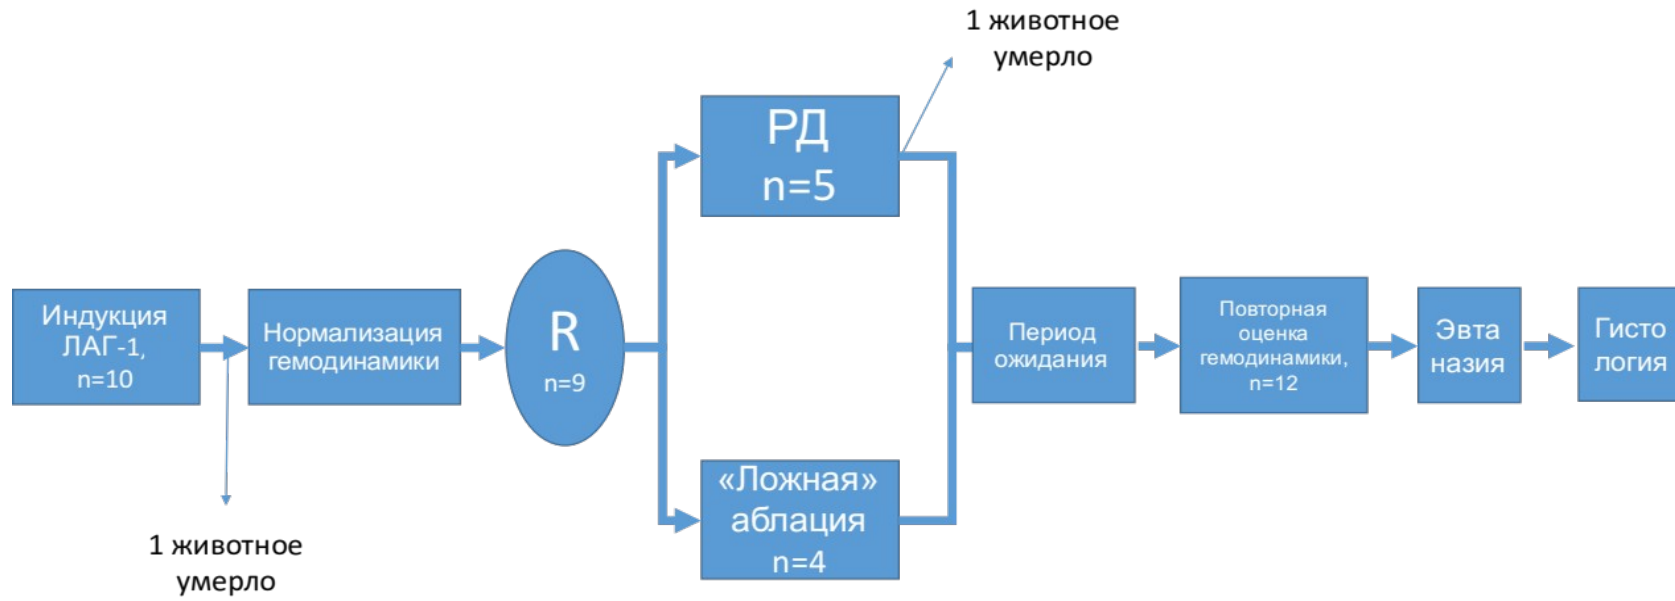 1 животное
умерло
РД
n=5
Индукция
ЛАГ-1,
n=10
Нормализация
гемодинамики
R
n=9
Период
ожидания
Повторная
оценка
гемодинамики,
n=12
Эвта
назия
Гисто
логия
«Ложная»
аблация
n=4
1 животное
умерло